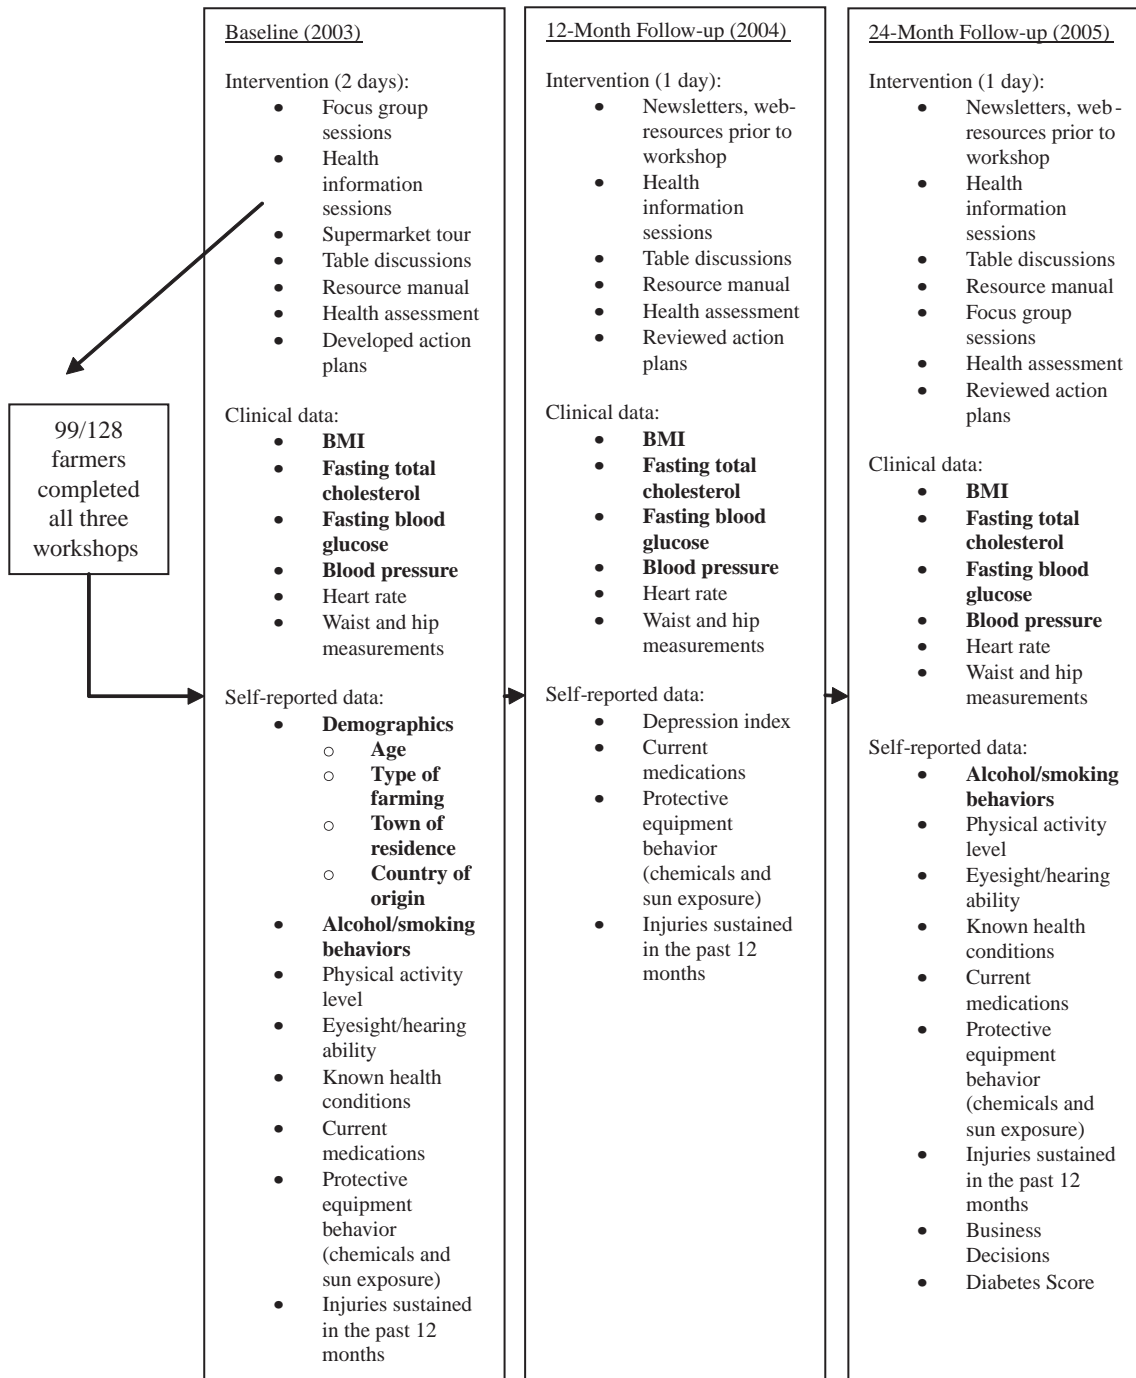 99/128
farmers
completed
all three
workshops
Baseline (2003)
Intervention (2 days):
• Focus group
sessions
• Health
information
sessions
• Supermarket tour
• Table discussions
• Resource manual
• Health assessment
• Developed action
plans
Clinical data:
• BMI
• Fasting total
cholesterol
• Fasting blood
glucose
• Blood pressure
• Heart rate
• Waist and hip
measurements
Self-reported data:
• Demographics
○ Age
○ Type of
farming
○ Town of
residence
○ Country of
origin
• Alcohol/smoking
behaviors
• Physical activity
level
• Eyesight/hearing
ability
• Known health
conditions
• Current
medications
• Protective
equipment
behavior
(chemicals and
sun exposure)
• Injuries sustained
in the past 12
months
12-Month Follow-up (2004)
Intervention (1 day):
• Newsletters, web-
resources prior to
workshop
• Health
information
sessions
• Table discussions
• Resource manual
• Health assessment
• Reviewed action
plans
Clinical data:
• BMI
• Fasting total
cholesterol
• Fasting blood
glucose
• Blood pressure
• Heart rate
• Waist and hip
measurements
Self-reported data:
• Depression index
• Current
medications
• Protective
equipment
behavior
(chemicals and
sun exposure)
• Injuries sustained
in the past 12
months
24-Month Follow-up (2005)
Intervention (1 day):
• Newsletters, web-
resources prior to
workshop
• Health
information
sessions
• Table discussions
• Resource manual
• Focus group
sessions
• Health assessment
• Reviewed action
plans
Clinical data:
• BMI
• Fasting total
cholesterol
• Fasting blood
glucose
• Blood pressure
• Heart rate
• Waist and hip
measurements
Self-reported data:
• Alcohol/smoking
behaviors
• Physical activity
level
• Eyesight/hearing
ability
• Known health
conditions
• Current
medications
• Protective
equipment
behavior
(chemicals and
sun exposure)
• Injuries sustained
in the past 12
months
• Business
Decisions
• Diabetes Score